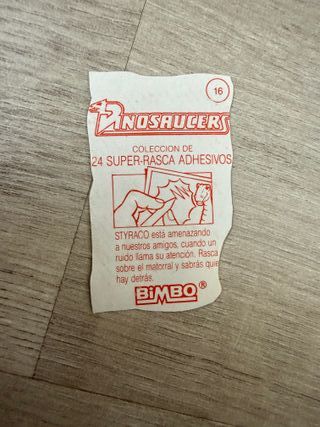 16
DINOSAUCERS
COLECCION DE
24 SUPER-RASCA ADHESIVOS
STYRACO está amenazando
a nuestros amigos, cuando un
ruido llama su atención. Rasca
sobre el matorral y sabrás quie
hay detrás.
BIMBO ®